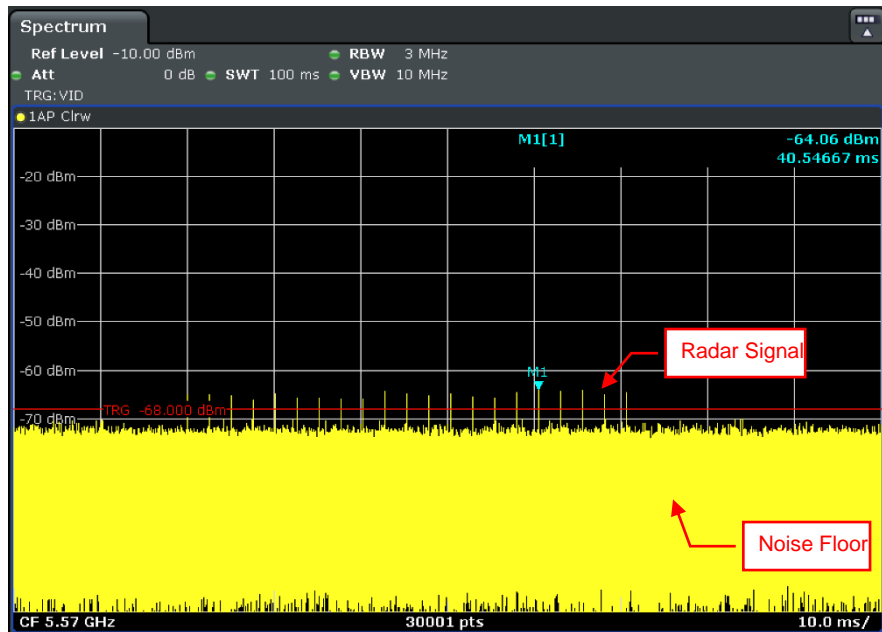 Spectrum
Ref Level -10.00 dBm RBW 3 MHz
Att 0 dB SWT 100 ms VBW 10 MHz
TRG:VID
1AP Clrw
M1[1] -64.06 dBm
40.54667 ms
-20 dBm
-30 dBm
-40 dBm
-50 dBm
Radar Signal
-60 dBm
M1
TRG -68.000 dBm
-70 dBm
Noise Floor
CF 5.57 GHz 30001 pts 10.0 ms/